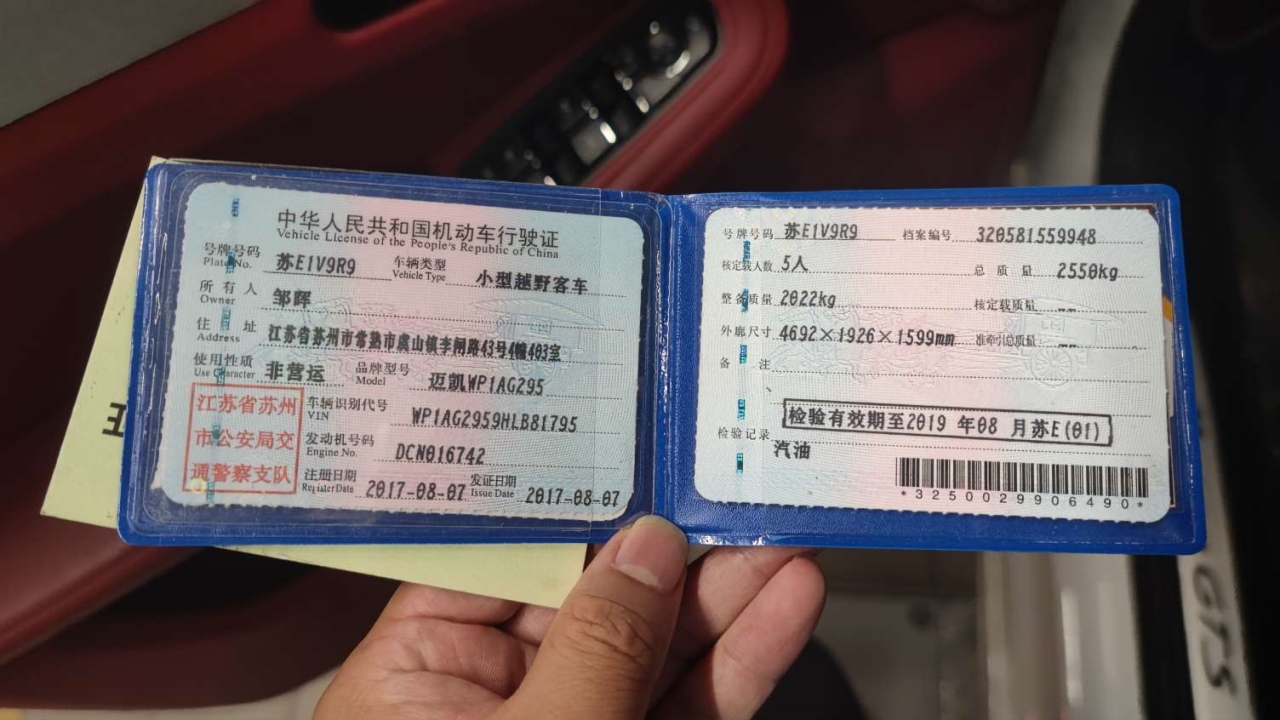 中华人民共和国机动车行驶证
Vehicle License of the People's Republic of China
号牌号码 苏E1V9R9 车辆类型 小型越野客车
Plate No. Vehicle Type
所有人 邹晖
Owner
住址 江苏省苏州市常熟市虞山镇李闸路43号4幢403室
Address
使用性质 非营运 品牌型号 迈凯WP1AG295
Use Character Model
江苏省苏州
市公安局交
通警察支队
车辆识别代号 WP1AG2959HLB81795
VIN
发动机号码 DCN016742
Engine No.
注册日期 2017-08-07 发证日期 2017-08-07
Register Date Issue Date
号牌号码 苏E1V9R9 档案编号 320581559948
核定载人数 5人 总质量 2550kg
整备质量 2022kg 核定载质量 --
外廓尺寸 4692×1926×1599mm 准牵引总质量 --
备注
、
检验有效期至2019年08月苏E(01)
检验记录
汽油
*3250029906490*
GTS